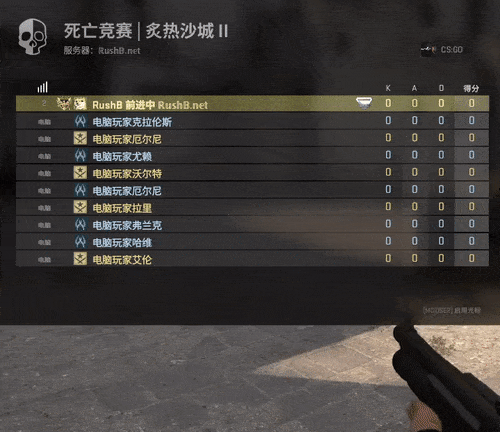 死亡竞赛 | 炙热沙城 II
服务器: RushB.net
CS:GO
K A D 得分
2 RushB 前进中 RushB.net 0 0 0 0
电脑 电脑玩家克拉伦斯 0 0 0 0
电脑 电脑玩家厄尔尼 0 0 0 0
电脑 电脑玩家尤赖 0 0 0 0
电脑 电脑玩家沃尔特 0 0 0 0
电脑 电脑玩家厄尔尼 0 0 0 0
电脑 电脑玩家拉里 0 0 0 0
电脑 电脑玩家弗兰克 0 0 0 0
电脑 电脑玩家哈维 0 0 0 0
电脑 电脑玩家艾伦 0 0 0 0